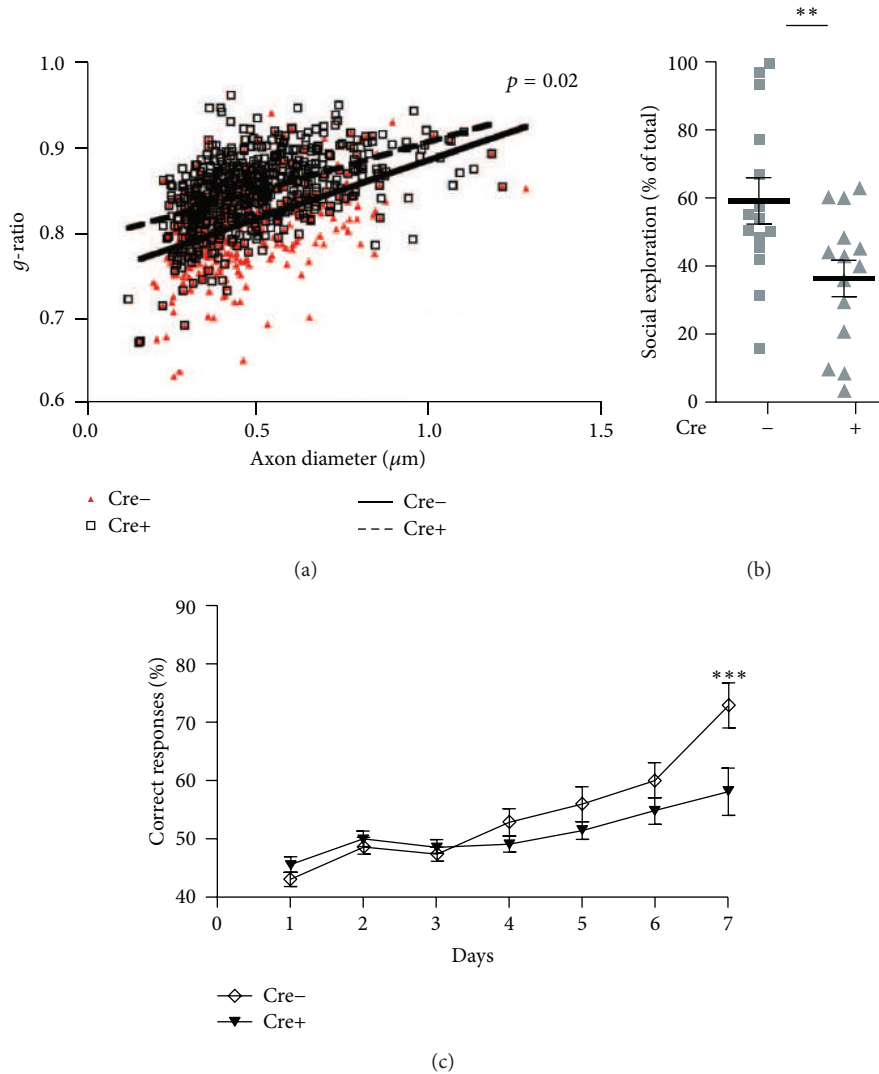 1.0
0.9
0.8
0.7
0.6
g-ratio
p = 0.02
0.0 0.5 1.0 1.5
Axon diameter (μm)
Cre−
Cre+
Cre−
Cre+
(a)
**
100
80
60
40
20
0
Social exploration (% of total)
Cre − +
(b)
90
80
70
60
50
40
Correct responses (%)
***
0 1 2 3 4 5 6 7
Days
Cre−
Cre+
(c)